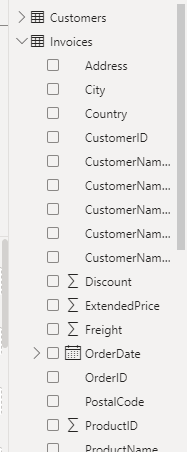 Customers
Invoices
Address
City
Country
CustomerID
CustomerNam...
CustomerNam...
CustomerNam...
CustomerNam...
CustomerNam...
Discount
ExtendedPrice
Freight
OrderDate
OrderID
PostalCode
ProductID
ProductName